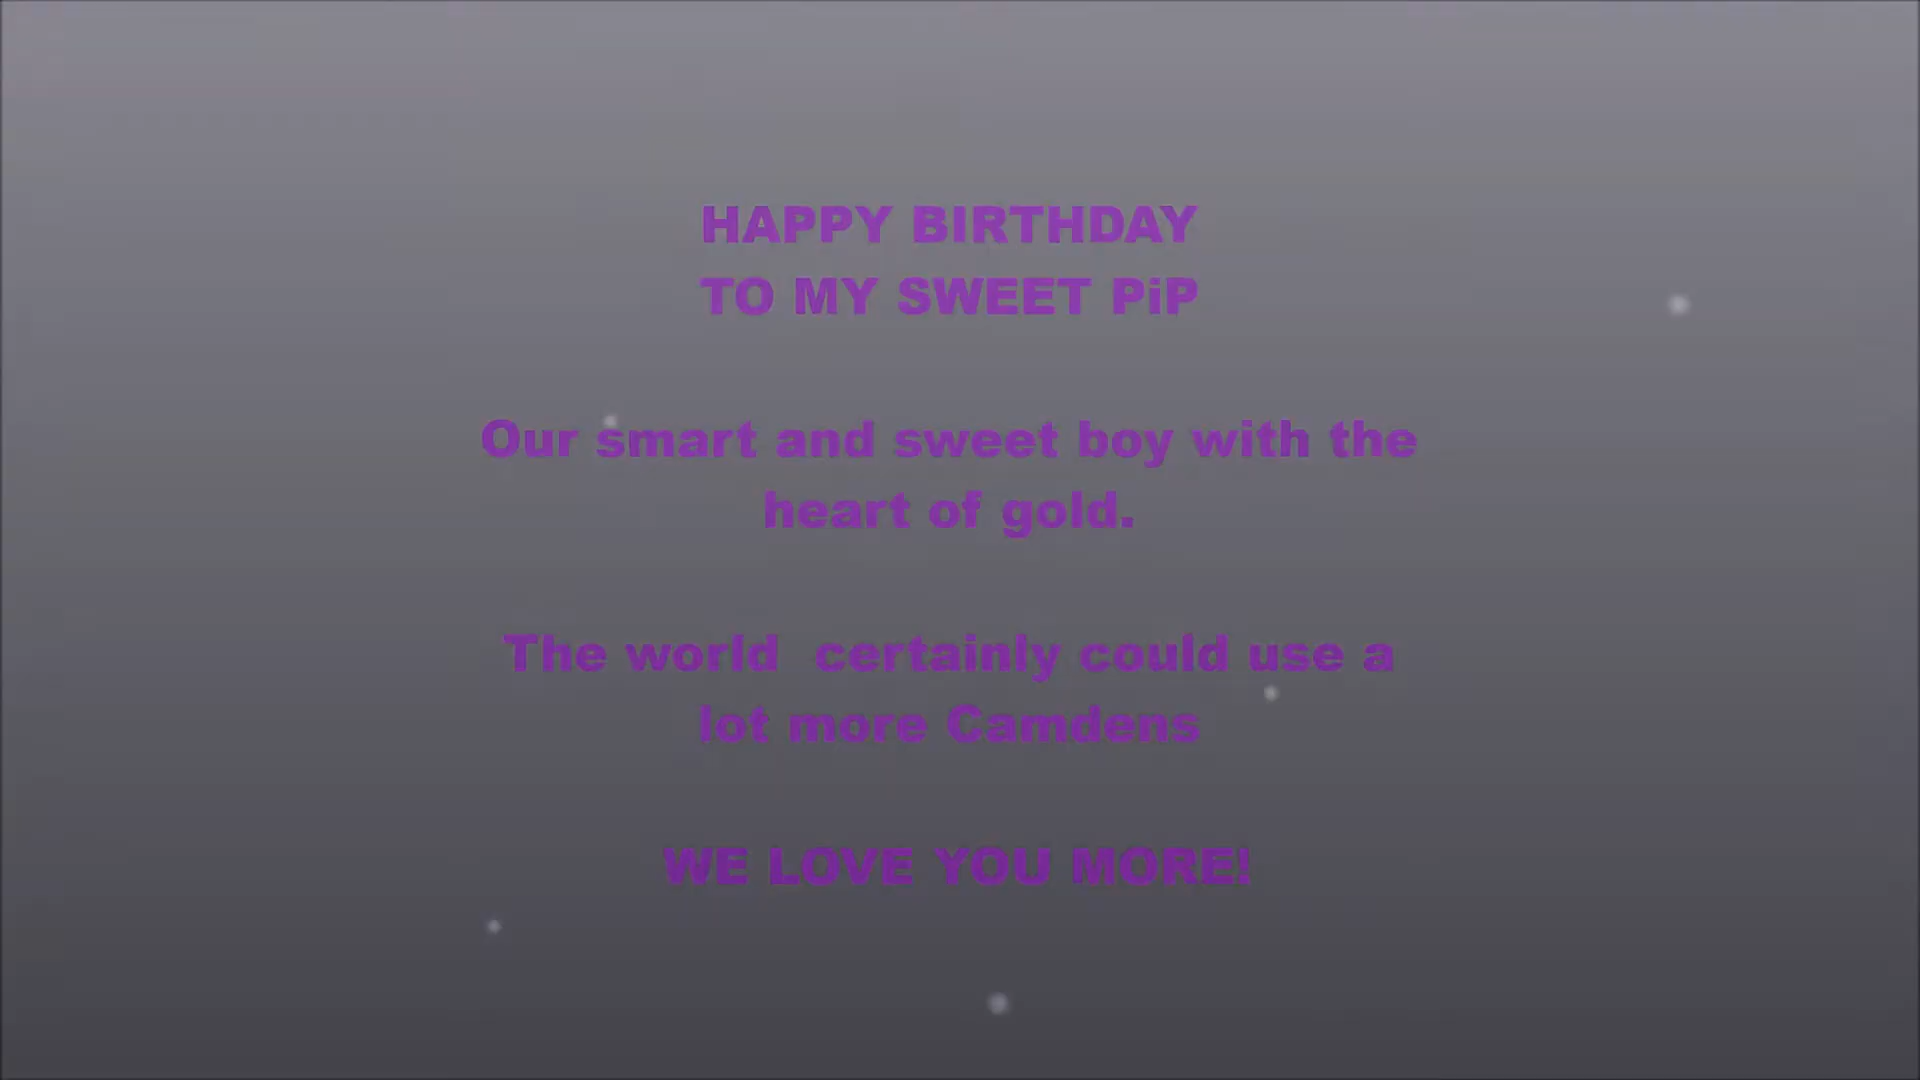 HAPPY BIRTHDAY
TO MY SWEET PiP
Our smart and sweet boy with the
heart of gold.
The world  certainly could use a
lot more Camdens
WE LOVE YOU MORE!